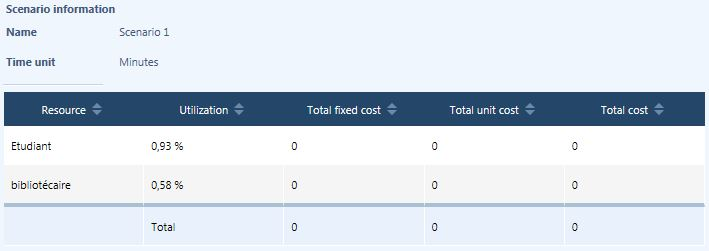 Scenario information
Name Scenario 1
Time unit Minutes
Resource Utilization Total fixed cost Total unit cost Total cost
Etudiant 0,93 % 0 0 0
bibliotécaire 0,58 % 0 0 0
Total 0 0 0